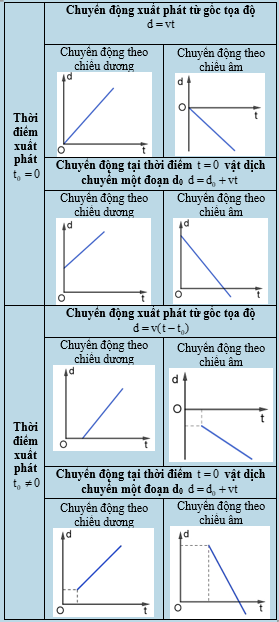 Chuyển động xuất phát từ gốc tọa độ
d = vt
Thời
điểm
xuất
phát
t₀ = 0
Chuyển động theo
chiều dương
d
O
t
Chuyển động theo
chiều âm
d
O
t
Chuyển động tại thời điểm t = 0 vật dịch
chuyển một đoạn d₀ d = d₀ + vt
Chuyển động theo
chiều dương
d
O
t
Chuyển động theo
chiều âm
d
O
t
Thời
điểm
xuất
phát
t₀ ≠ 0
Chuyển động xuất phát từ gốc tọa độ
d = v(t − t₀)
Chuyển động theo
chiều dương
d
O
t
Chuyển động theo
chiều âm
d
O
t
Chuyển động tại thời điểm t = 0 vật dịch
chuyển một đoạn d₀ d = d₀ + vt
Chuyển động theo
chiều dương
d
O
t
Chuyển động theo
chiều âm
d
O
t